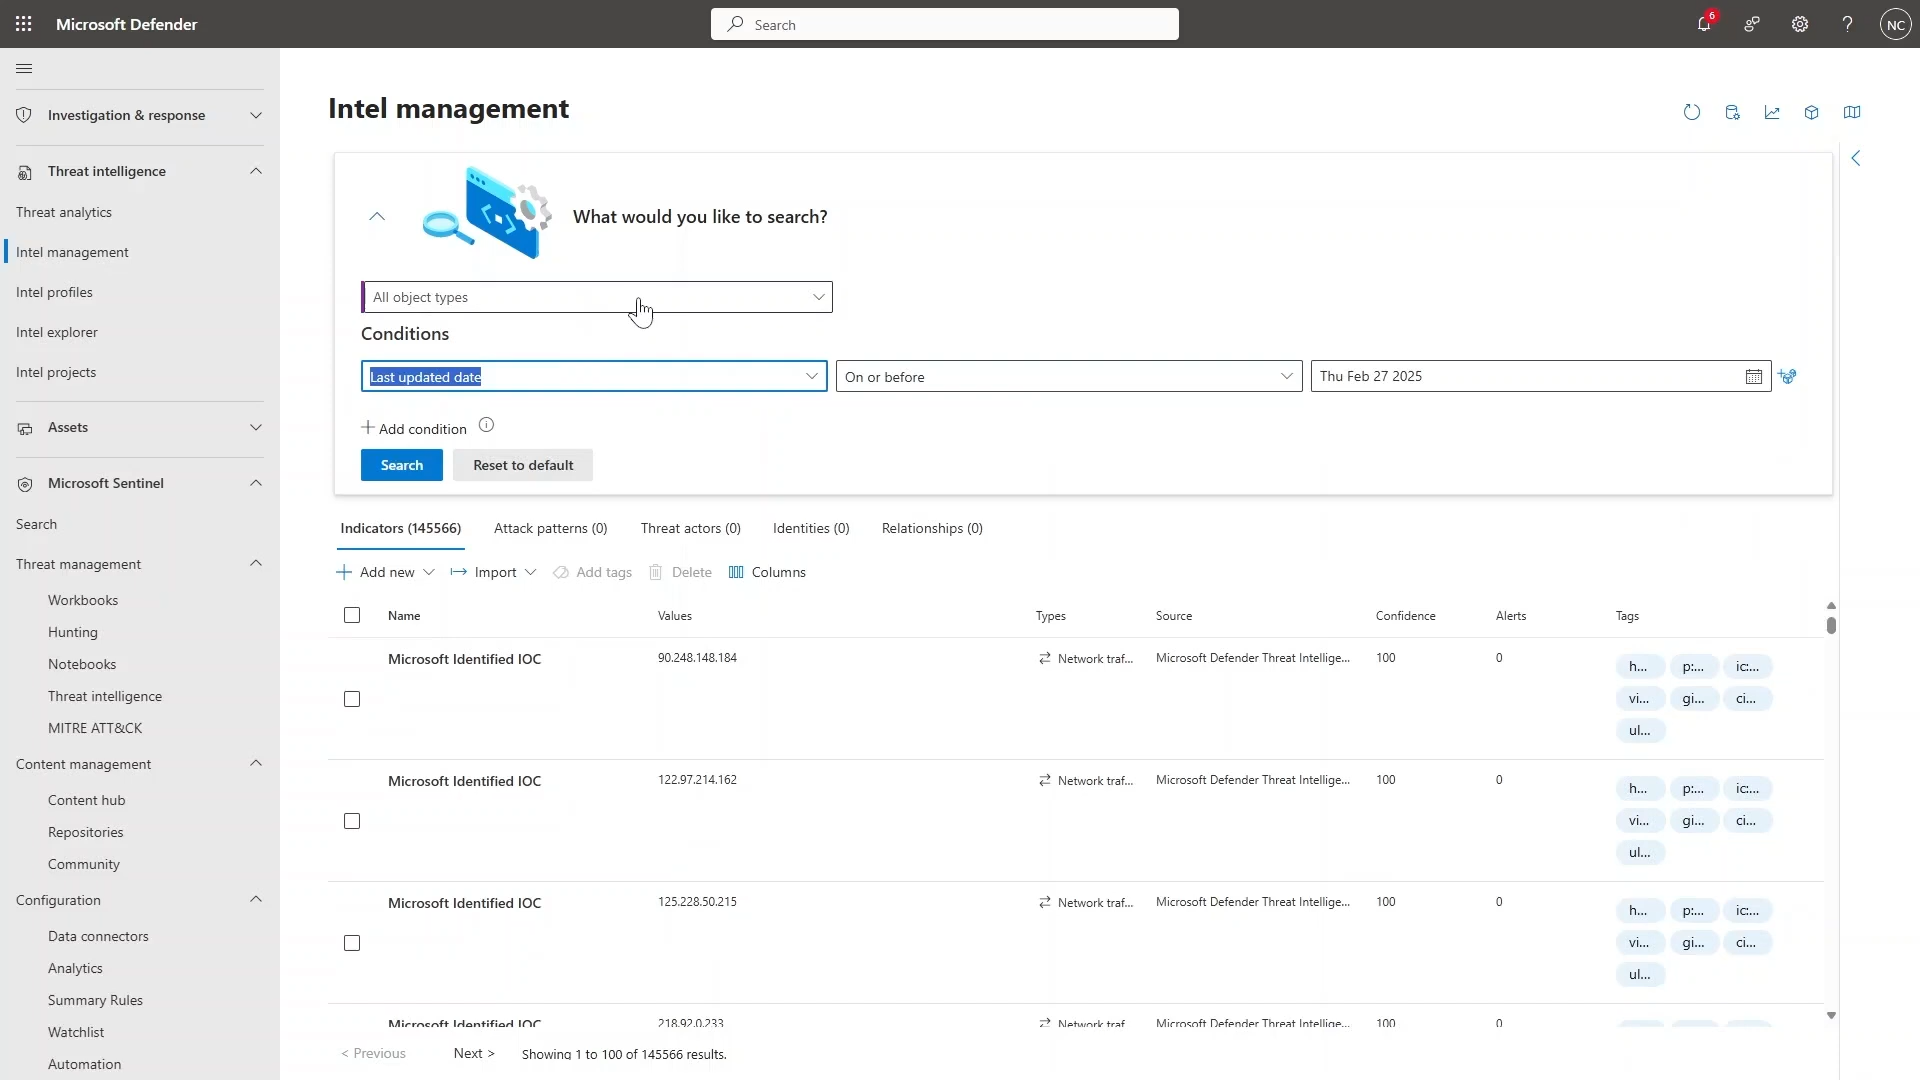 Microsoft Defender
Search
6
NC
Investigation & response
Threat intelligence
Threat analytics
Intel management
Intel profiles
Intel explorer
Intel projects
Assets
Microsoft Sentinel
Search
Threat management
Workbooks
Hunting
Notebooks
Threat intelligence
MITRE ATT&CK
Content management
Content hub
Repositories
Community
Configuration
Data connectors
Analytics
Summary Rules
Watchlist
Automation
Intel management
What would you like to search?
All object types
Conditions
Last updated date On or before Thu Feb 27 2025
+ Add condition
Search Reset to default
Indicators (145566) Attack patterns (0) Threat actors (0) Identities (0) Relationships (0)
Add new Import Add tags Delete Columns
Name Values Types Source Confidence Alerts Tags
Microsoft Identified IOC 90.248.148.184 Network traf... Microsoft Defender Threat Intellige... 100 0 h... p:... ic:...
vi... gi... ci...
ul...
Microsoft Identified IOC 122.97.214.162 Network traf... Microsoft Defender Threat Intellige... 100 0 h... p:... ic:...
vi... gi... ci...
ul...
Microsoft Identified IOC 125.228.50.215 Network traf... Microsoft Defender Threat Intellige... 100 0 h... p:... ic:...
vi... gi... ci...
ul...
Microsoft Identified IOC 218.92.0.233 Network traf Microsoft Defender Threat Intellige... 100 0
< Previous Next > Showing 1 to 100 of 145566 results.